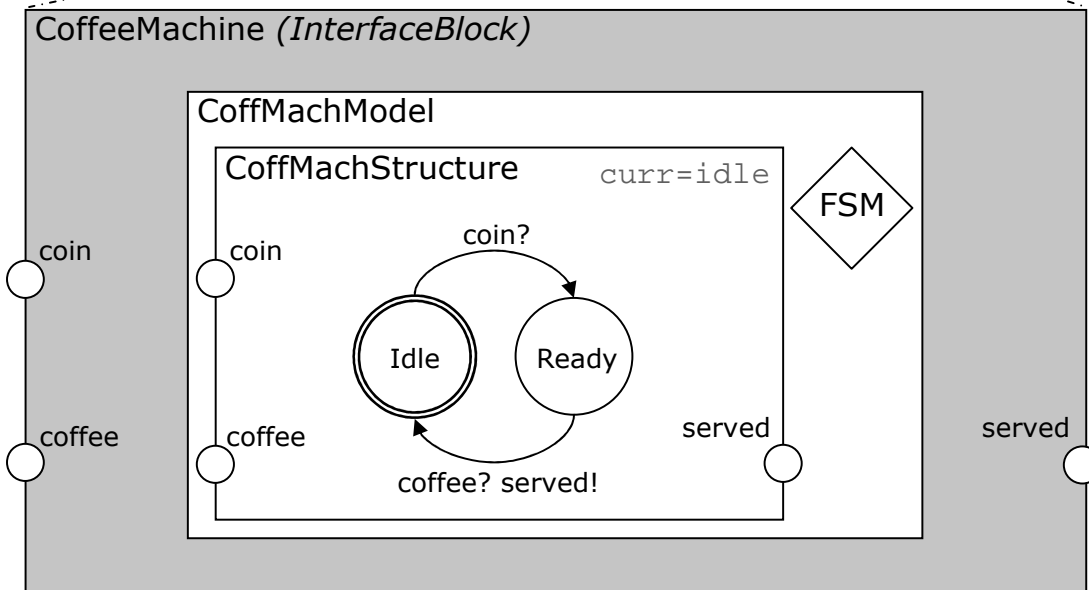 CoffeeMachine (InterfaceBlock)
CoffMachModel
CoffMachStructure
curr=idle
FSM
coin
coin
coin?
Idle
Ready
coffee
coffee
served
served
coffee? served!